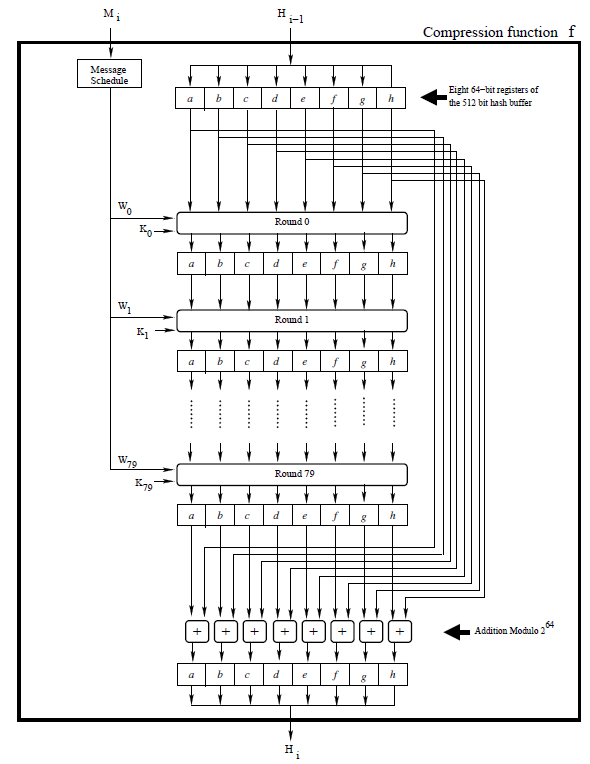 M i
H i−1
Compression function f
Message
Schedule
a b c d e f g h
Eight 64−bit registers of
the 512 bit hash buffer
W0
K0
Round 0
a b c d e f g h
W1
K1
Round 1
a b c d e f g h
W79
K79
Round 79
a b c d e f g h
+ + + + + + + +
Addition Modulo 2^64
a b c d e f g h
H i